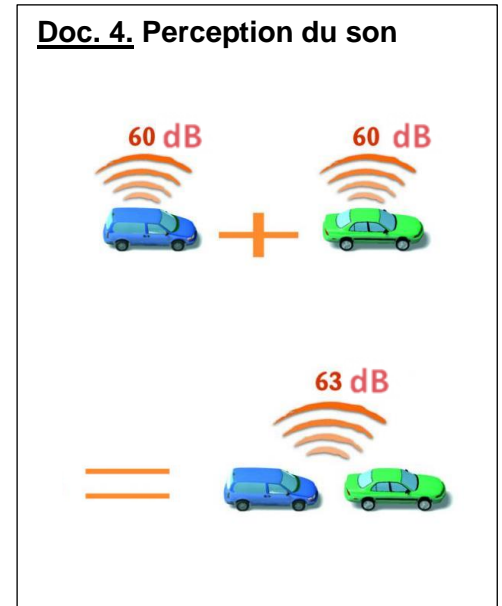 Doc. 4. Perception du son
60 dB 60 dB
+
63 dB
=